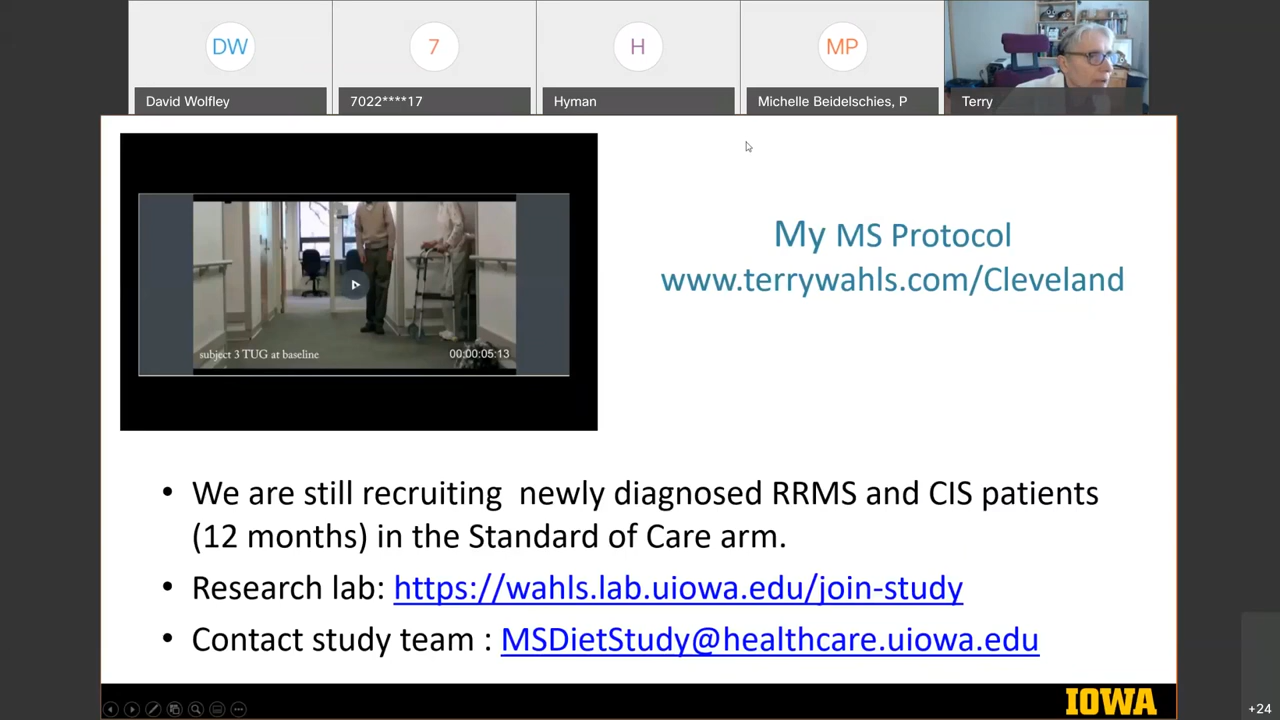 DW
7
H
MP
David Wolfley
7022****17
Hyman
Michelle Beidelschies, P
Terry
My MS Protocol
www.terrywahls.com/Cleveland
subject 3 TUG at baseline
00:00:05:13
• We are still recruiting  newly diagnosed RRMS and CIS patients
(12 months) in the Standard of Care arm.
• Research lab: https://wahls.lab.uiowa.edu/join-study
• Contact study team : MSDietStudy@healthcare.uiowa.edu
IOWA
+24